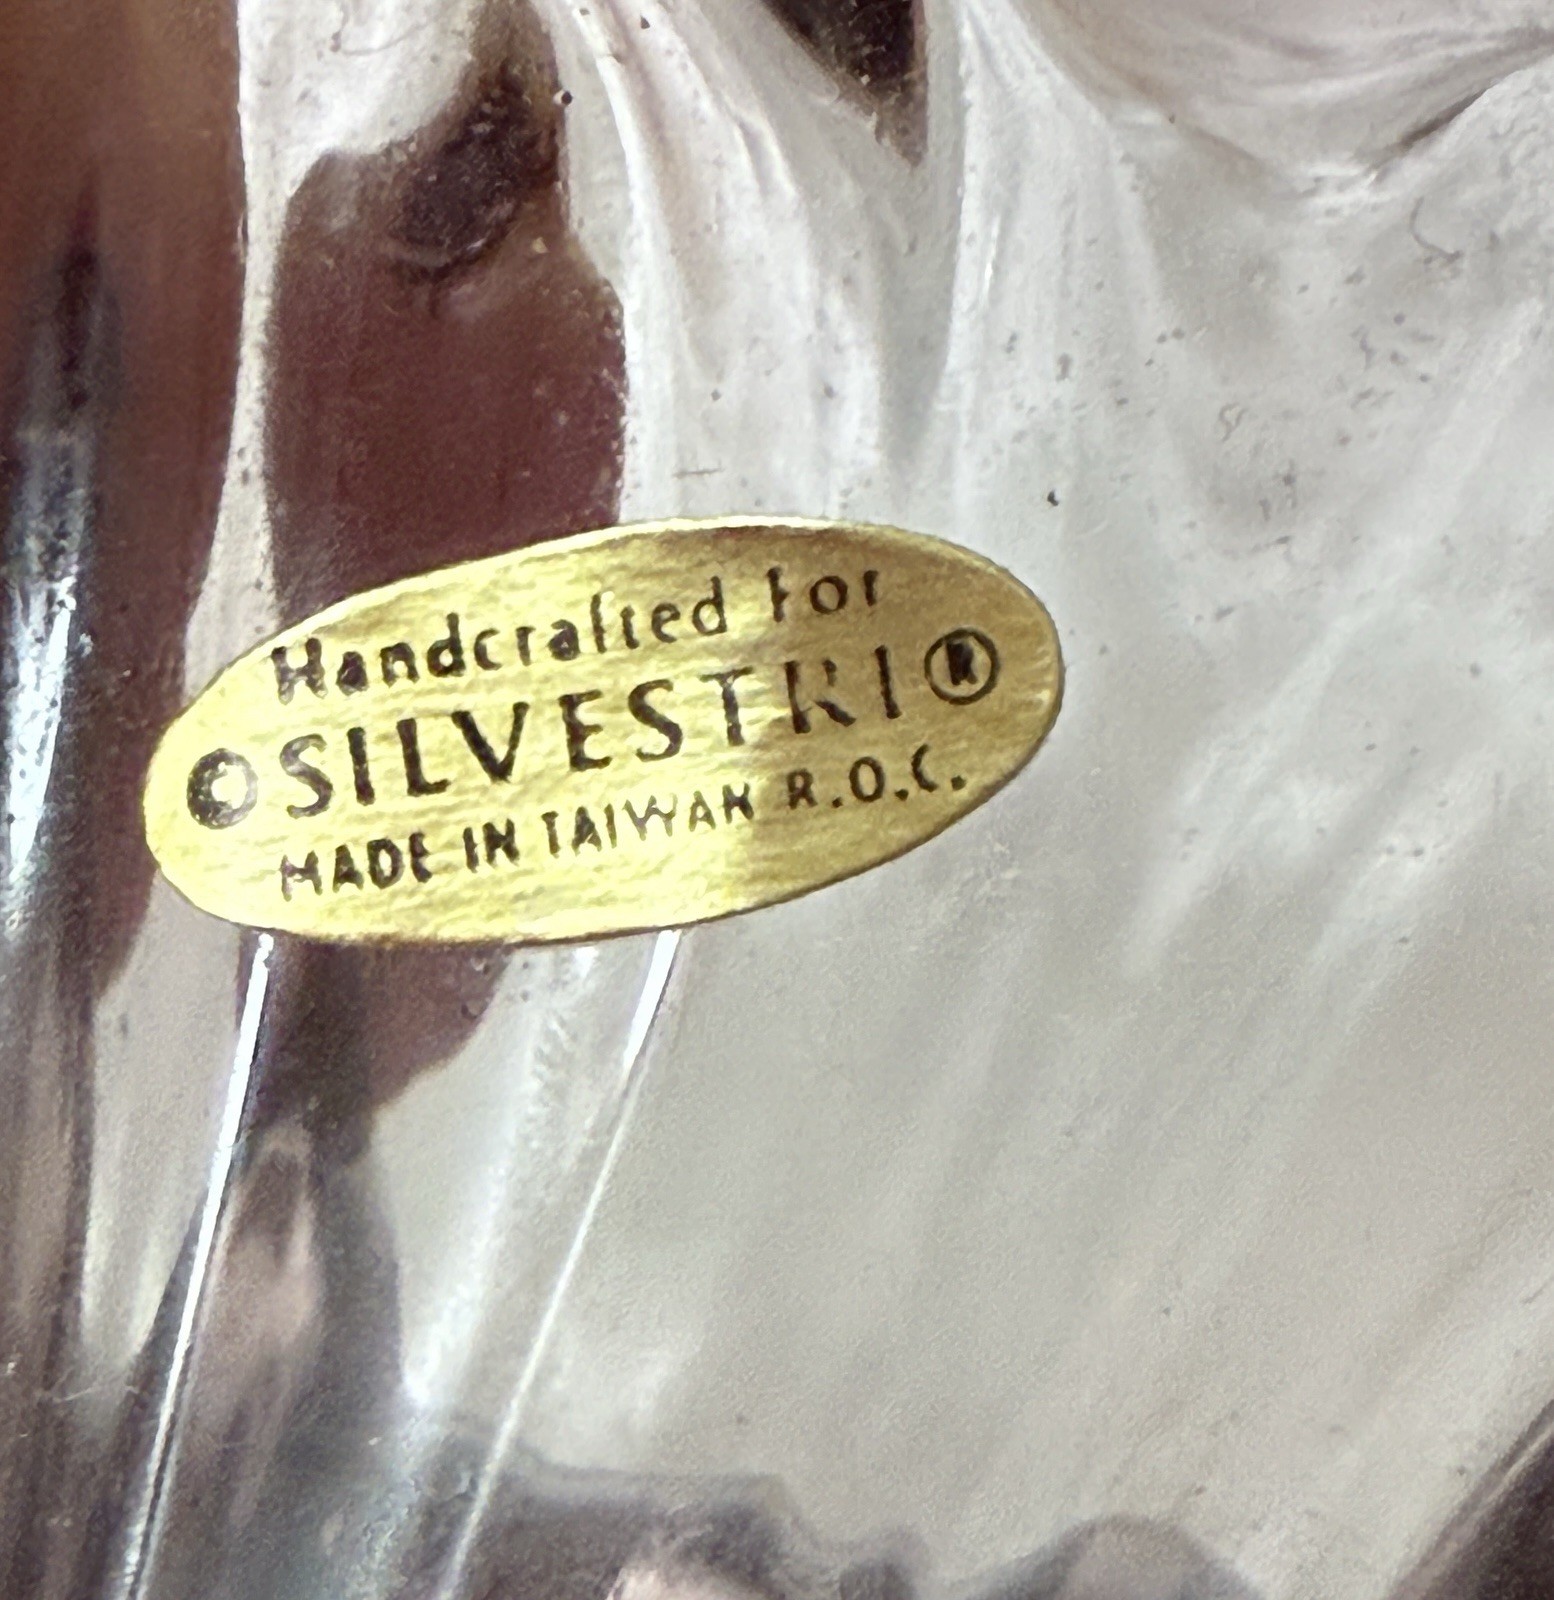 Handcrafted For
© SILVESTRI ®
MADE IN TAIWAN R.O.C.